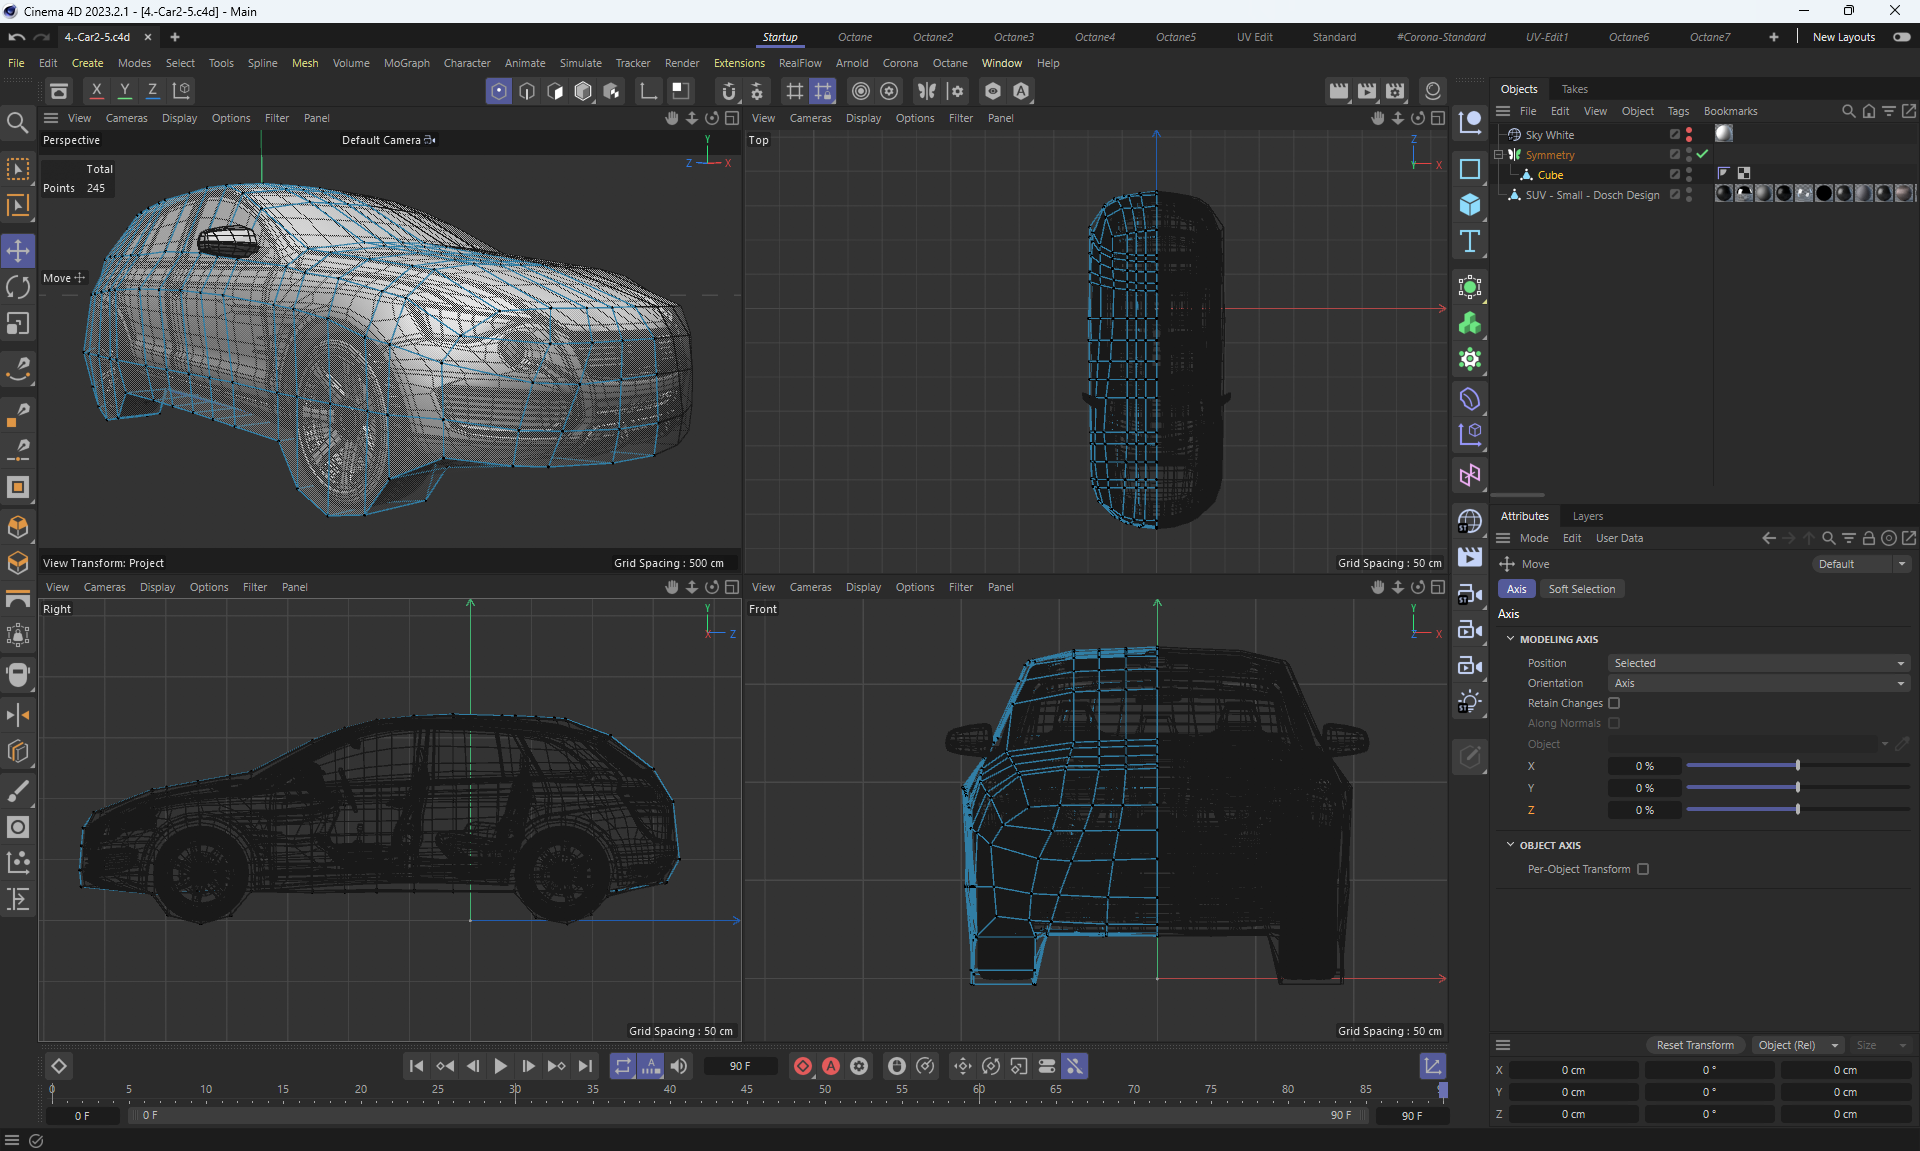 Cinema 4D 2023.2.1 - [4.-Car2-5.c4d] - Main
4.-Car2-5.c4d × +
Startup Octane Octane2 Octane3 Octane4 Octane5 UV Edit Standard #Corona-Standard UV-Edit1 Octane6 Octane7 + New Layouts
File Edit Create Modes Select Tools Spline Mesh Volume MoGraph Character Animate Simulate Tracker Render Extensions RealFlow Arnold Corona Octane Window Help
X Y Z
Objects Takes
File Edit View Object Tags Bookmarks
Sky White
Symmetry
Cube
SUV - Small - Dosch Design
View Cameras Display Options Filter Panel
Perspective
Default Camera
Total
Points 245
Move
Y
Z X
View Transform: Project
Grid Spacing : 500 cm
View Cameras Display Options Filter Panel
Top
Z
Y X
Grid Spacing : 50 cm
View Cameras Display Options Filter Panel
Right
Y
X Z
Grid Spacing : 50 cm
View Cameras Display Options Filter Panel
Front
Y
Z X
Grid Spacing : 50 cm
ST
ST
ST
Attributes Layers
Mode Edit User Data
Move
Default
Axis Soft Selection
Axis
MODELING AXIS
Position Selected
Orientation Axis
Retain Changes
Along Normals
Object
X 0 %
Y 0 %
Z 0 %
OBJECT AXIS
Per-Object Transform
Reset Transform Object (Rel) Size
X 0 cm 0 ° 0 cm
Y 0 cm 0 ° 0 cm
Z 0 cm 0 ° 0 cm
A 90 F A
0 5 10 15 20 25 30 35 40 45 50 55 60 65 70 75 80 85
0 F 0 F 90 F 90 F